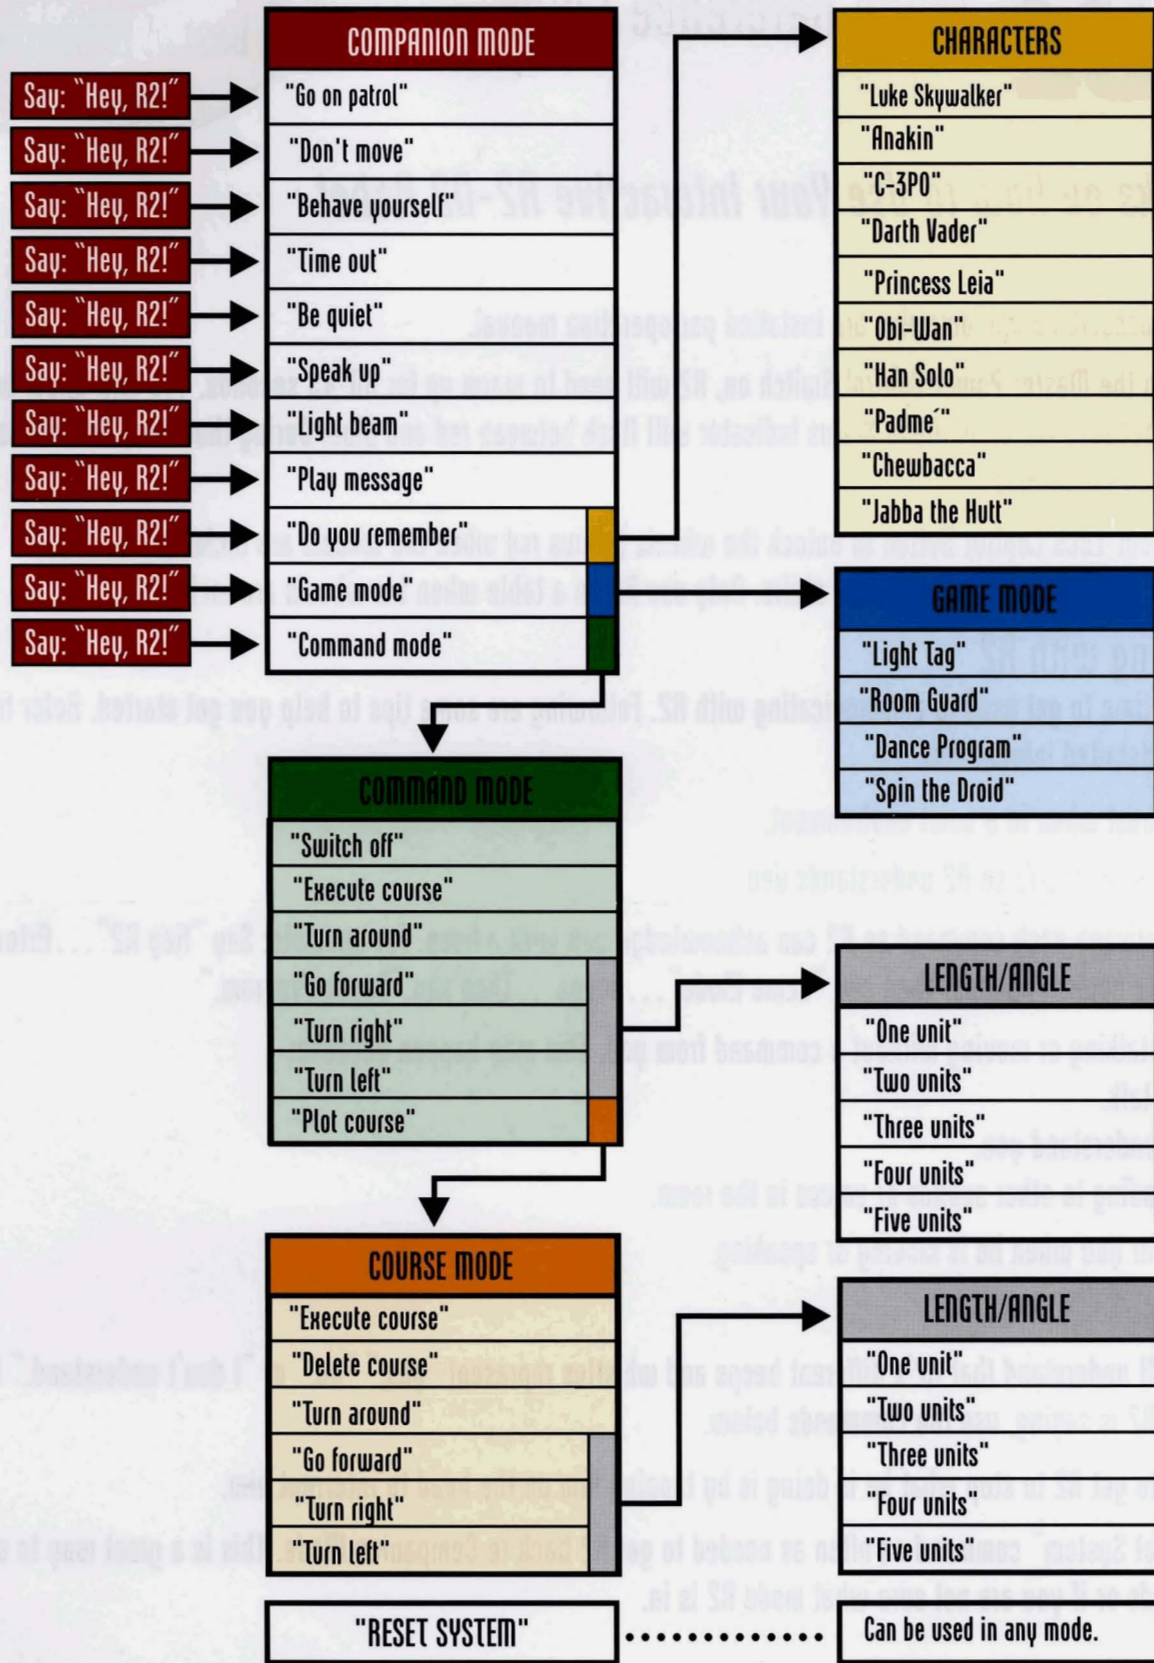 COMPANION MODE
Say: "Hey, R2!" "Go on patrol"
Say: "Hey, R2!" "Don't move"
Say: "Hey, R2!" "Behave yourself"
Say: "Hey, R2!" "Time out"
Say: "Hey, R2!" "Be quiet"
Say: "Hey, R2!" "Speak up"
Say: "Hey, R2!" "Light beam"
Say: "Hey, R2!" "Play message"
Say: "Hey, R2!" "Do you remember"
Say: "Hey, R2!" "Game mode"
Say: "Hey, R2!" "Command mode"
CHARACTERS
"Luke Skywalker"
"Anakin"
"C-3PO"
"Darth Vader"
"Princess Leia"
"Obi-Wan"
"Han Solo"
"Padmé"
"Chewbacca"
"Jabba the Hutt"
GAME MODE
"Light Tag"
"Room Guard"
"Dance Program"
"Spin the Droid"
COMMAND MODE
"Switch off"
"Execute course"
"Turn around"
"Go forward"
"Turn right"
"Turn left"
"Plot course"
LENGTH/ANGLE
"One unit"
"Two units"
"Three units"
"Four units"
"Five units"
COURSE MODE
"Execute course"
"Delete course"
"Turn around"
"Go forward"
"Turn right"
"Turn left"
LENGTH/ANGLE
"One unit"
"Two units"
"Three units"
"Four units"
"Five units"
"RESET SYSTEM" Can be used in any mode.